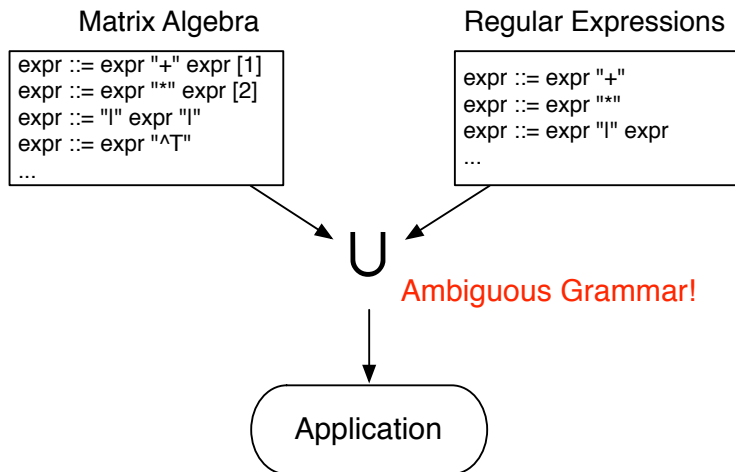 Matrix Algebra
expr ::= expr "+" expr [1]
expr ::= expr "*" expr [2]
expr ::= "|" expr "|"
expr ::= expr "^T"
...
Regular Expressions
expr ::= expr "+"
expr ::= expr "*"
expr ::= expr "|" expr
...
∪
Ambiguous Grammar!
Application